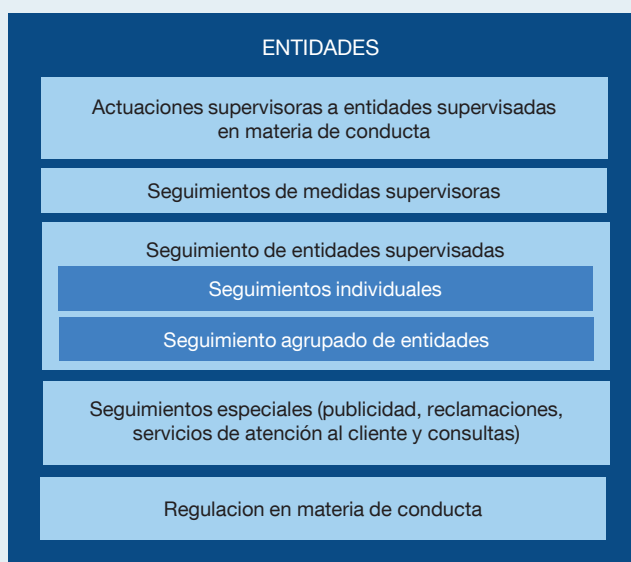 ENTIDADES
Actuaciones supervisoras a entidades supervisadas
en materia de conducta
Seguimientos de medidas supervisoras
Seguimiento de entidades supervisadas
Seguimientos individuales
Seguimiento agrupado de entidades
Seguimientos especiales (publicidad, reclamaciones,
servicios de atención al cliente y consultas)
Regulacion en materia de conducta